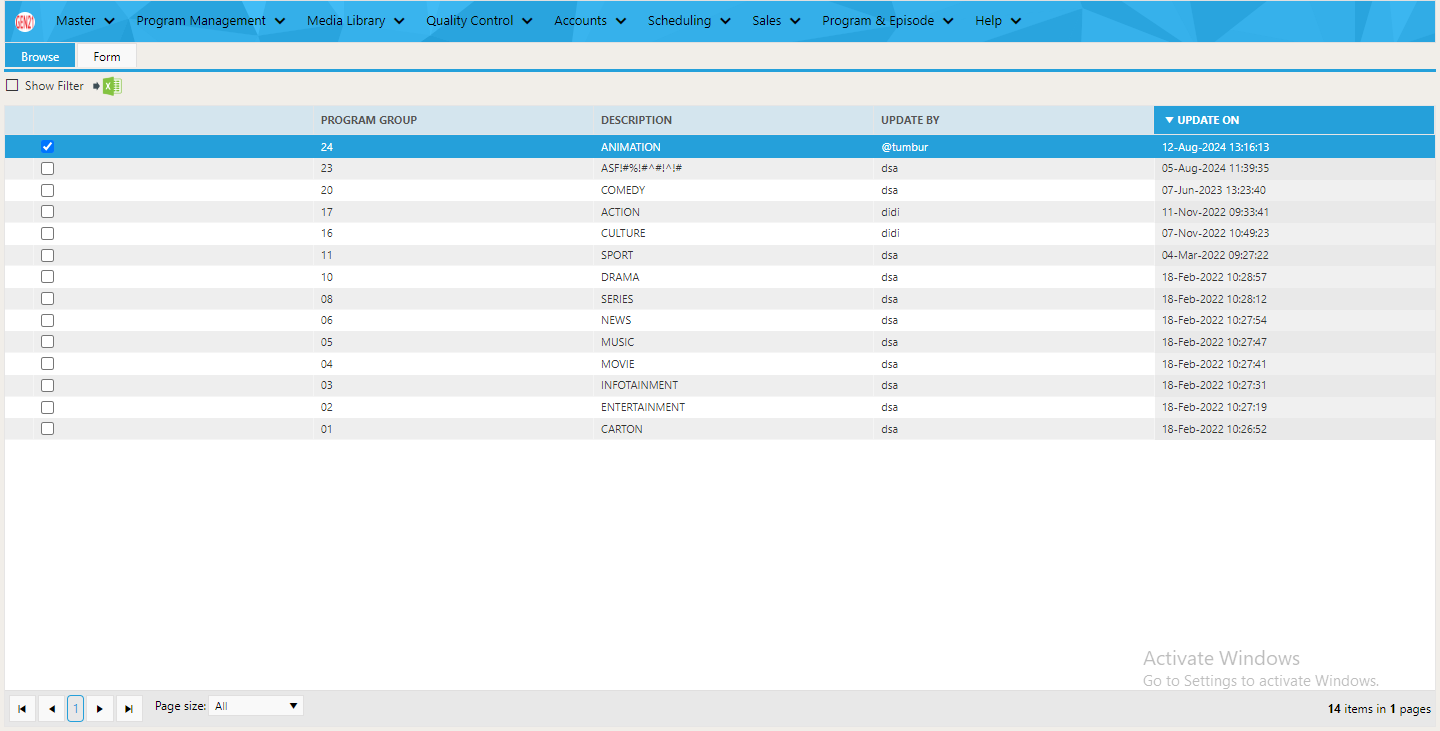 GEN21 Master Program Management Media Library Quality Control Accounts Scheduling Sales Program & Episode Help
Browse Form
Show Filter
PROGRAM GROUP DESCRIPTION UPDATE BY UPDATE ON
24 ANIMATION @tumbur 12-Aug-2024 13:16:13
23 ASF!#%!#^#!^!# dsa 05-Aug-2024 11:39:35
20 COMEDY dsa 07-Jun-2023 13:23:40
17 ACTION didi 11-Nov-2022 09:33:41
16 CULTURE didi 07-Nov-2022 10:49:23
11 SPORT dsa 04-Mar-2022 09:27:22
10 DRAMA dsa 18-Feb-2022 10:28:57
08 SERIES dsa 18-Feb-2022 10:28:12
06 NEWS dsa 18-Feb-2022 10:27:54
05 MUSIC dsa 18-Feb-2022 10:27:47
04 MOVIE dsa 18-Feb-2022 10:27:41
03 INFOTAINMENT dsa 18-Feb-2022 10:27:31
02 ENTERTAINMENT dsa 18-Feb-2022 10:27:19
01 CARTON dsa 18-Feb-2022 10:26:52
Activate Windows
Go to Settings to activate Windows.
1 Page size: All 14 items in 1 pages